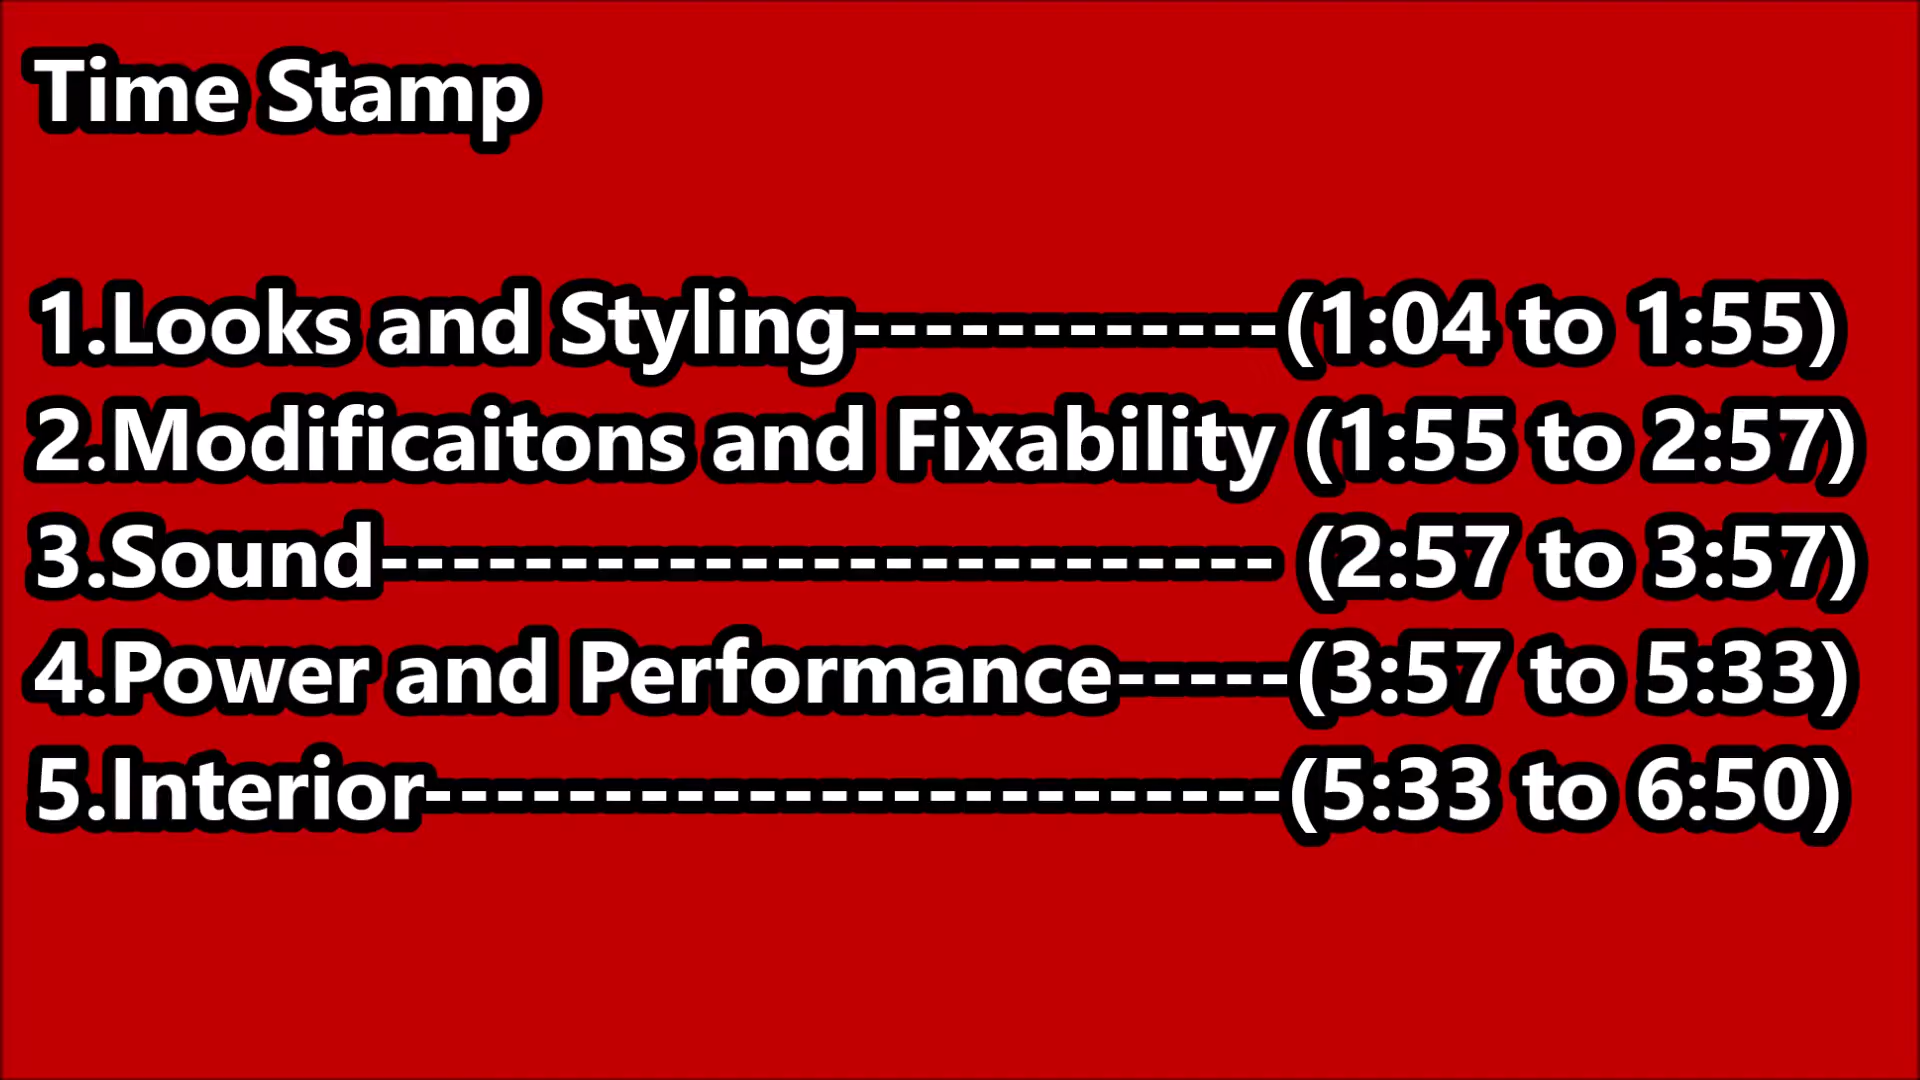 Time Stamp
1.Looks and Styling------------(1:04 to 1:55)
2.Modificaitons and Fixability (1:55 to 2:57)
3.Sound------------------------- (2:57 to 3:57)
4.Power and Performance-----(3:57 to 5:33)
5.Interior------------------------(5:33 to 6:50)